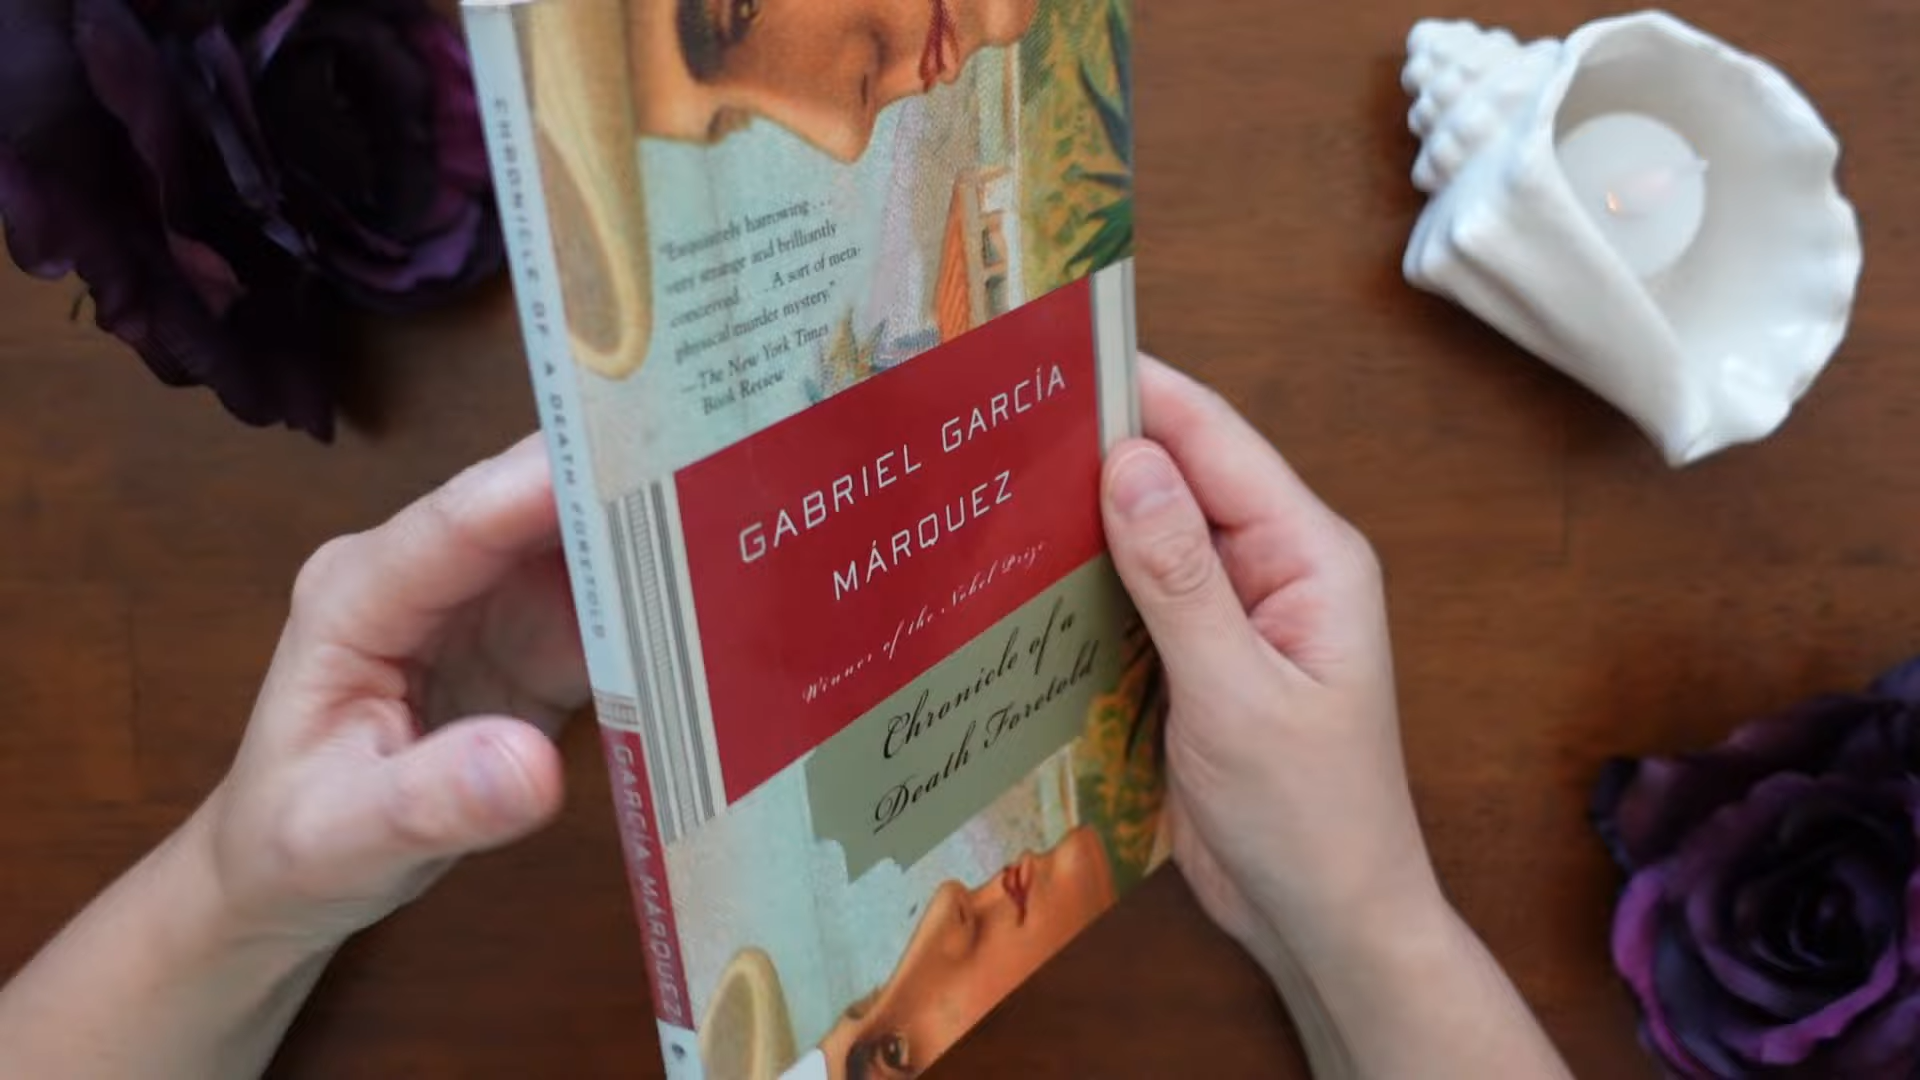 CHRONICLE OF A DEATH FORETOLD
GARCÍA MÁRQUEZ
"Exquisitely harrowing . . .
very strange and brilliantly
conceived. . . . A sort of meta-
physical murder mystery."
—The New York Times
Book Review
GABRIEL GARCÍA
MÁRQUEZ
Winner of the Nobel Prize
Chronicle of a
Death Foretold